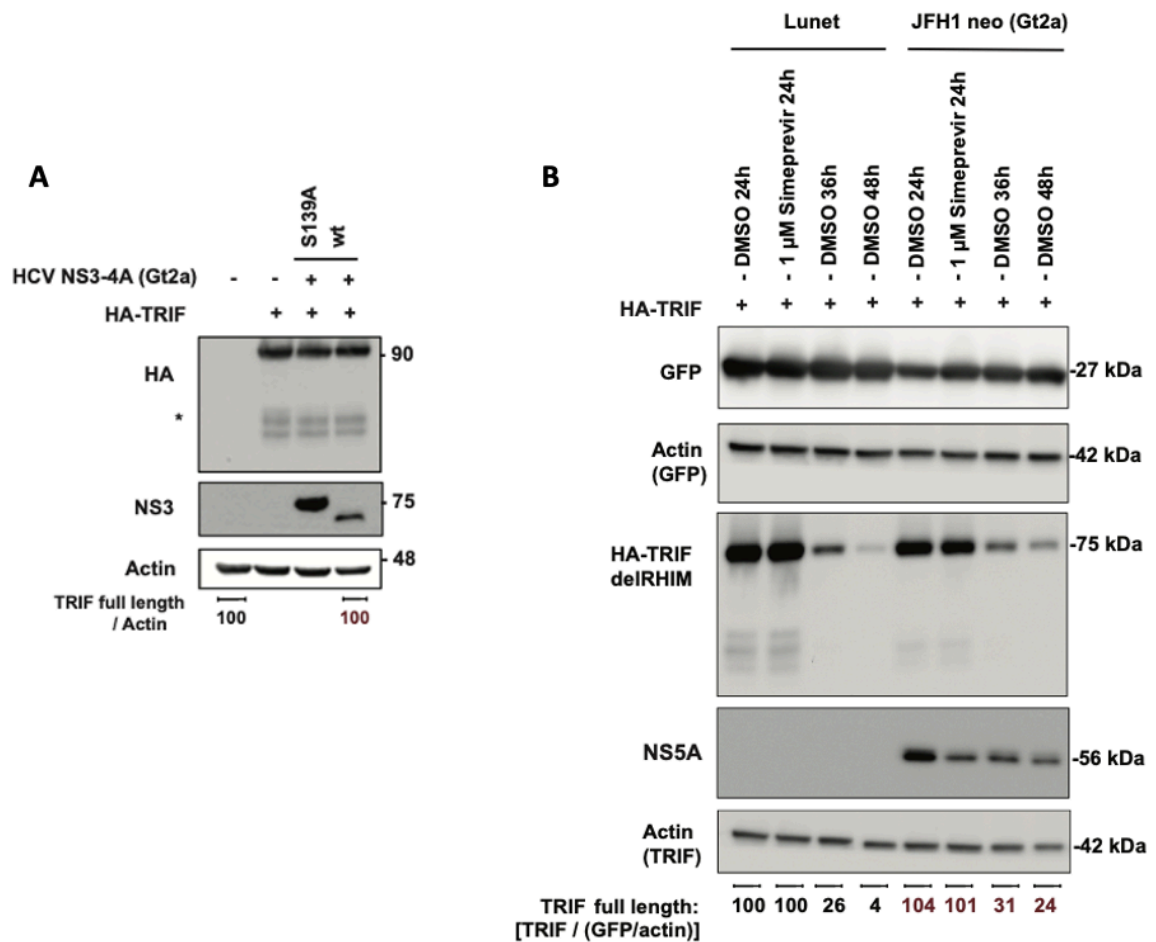 A
S139A
wt
HCV NS3-4A (Gt2a) - - + +
HA-TRIF + + +
HA
90
*
NS3
75
Actin
48
TRIF full length
/ Actin
100 100
B
Lunet
JFH1 neo (Gt2a)
- DMSO 24h
- 1 µM Simeprevir 24h
- DMSO 36h
- DMSO 48h
- DMSO 24h
- 1 µM Simeprevir 24h
- DMSO 36h
- DMSO 48h
HA-TRIF + + + + + + + +
GFP
-27 kDa
Actin
(GFP)
-42 kDa
HA-TRIF
delRHIM
-75 kDa
NS5A
-56 kDa
Actin
(TRIF)
-42 kDa
TRIF full length: 100 100 26 4 104 101 31 24
[TRIF / (GFP/actin)]